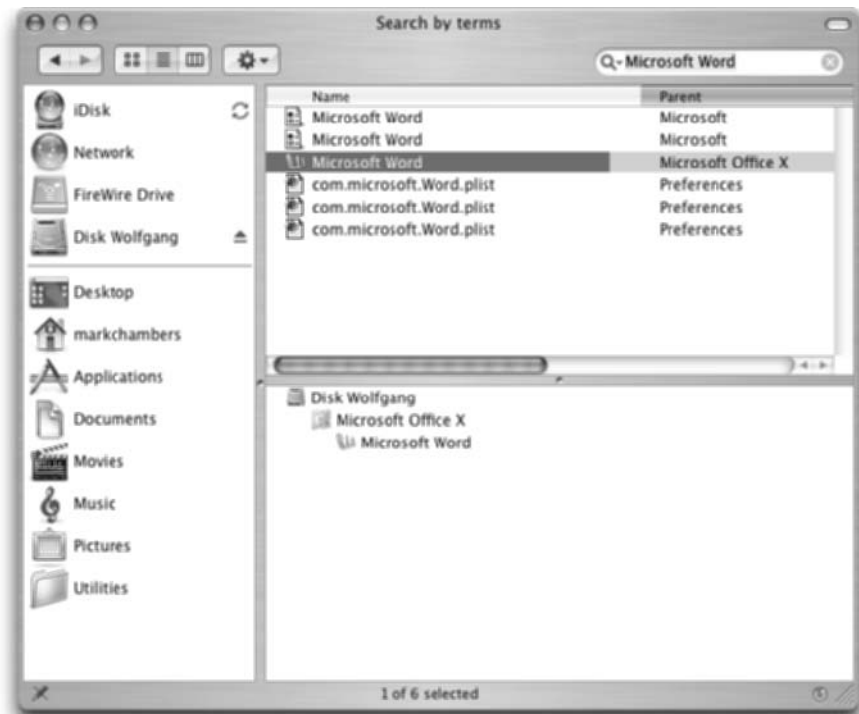 Search by terms
Microsoft Word
iDisk
Network
FireWire Drive
Disk Wolfgang
Desktop
markchambers
Applications
Documents
Movies
Music
Pictures
Utilities
Name Parent
Microsoft Word Microsoft
Microsoft Word Microsoft
Microsoft Word Microsoft Office X
com.microsoft.Word.plist Preferences
com.microsoft.Word.plist Preferences
com.microsoft.Word.plist Preferences
Disk Wolfgang
Microsoft Office X
Microsoft Word
1 of 6 selected